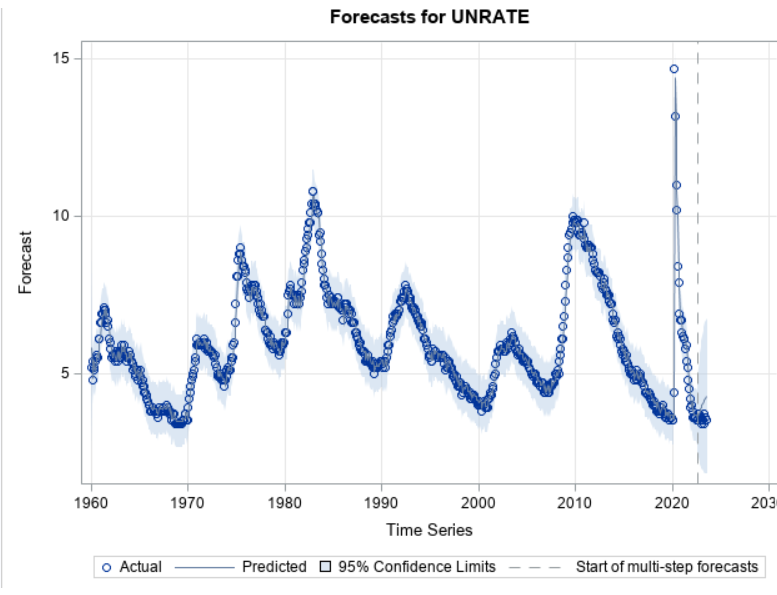 Forecasts for UNRATE
15
10
5
Forecast
1960 1970 1980 1990 2000 2010 2020 203
Time Series
Actual Predicted 95% Confidence Limits Start of multi-step forecasts